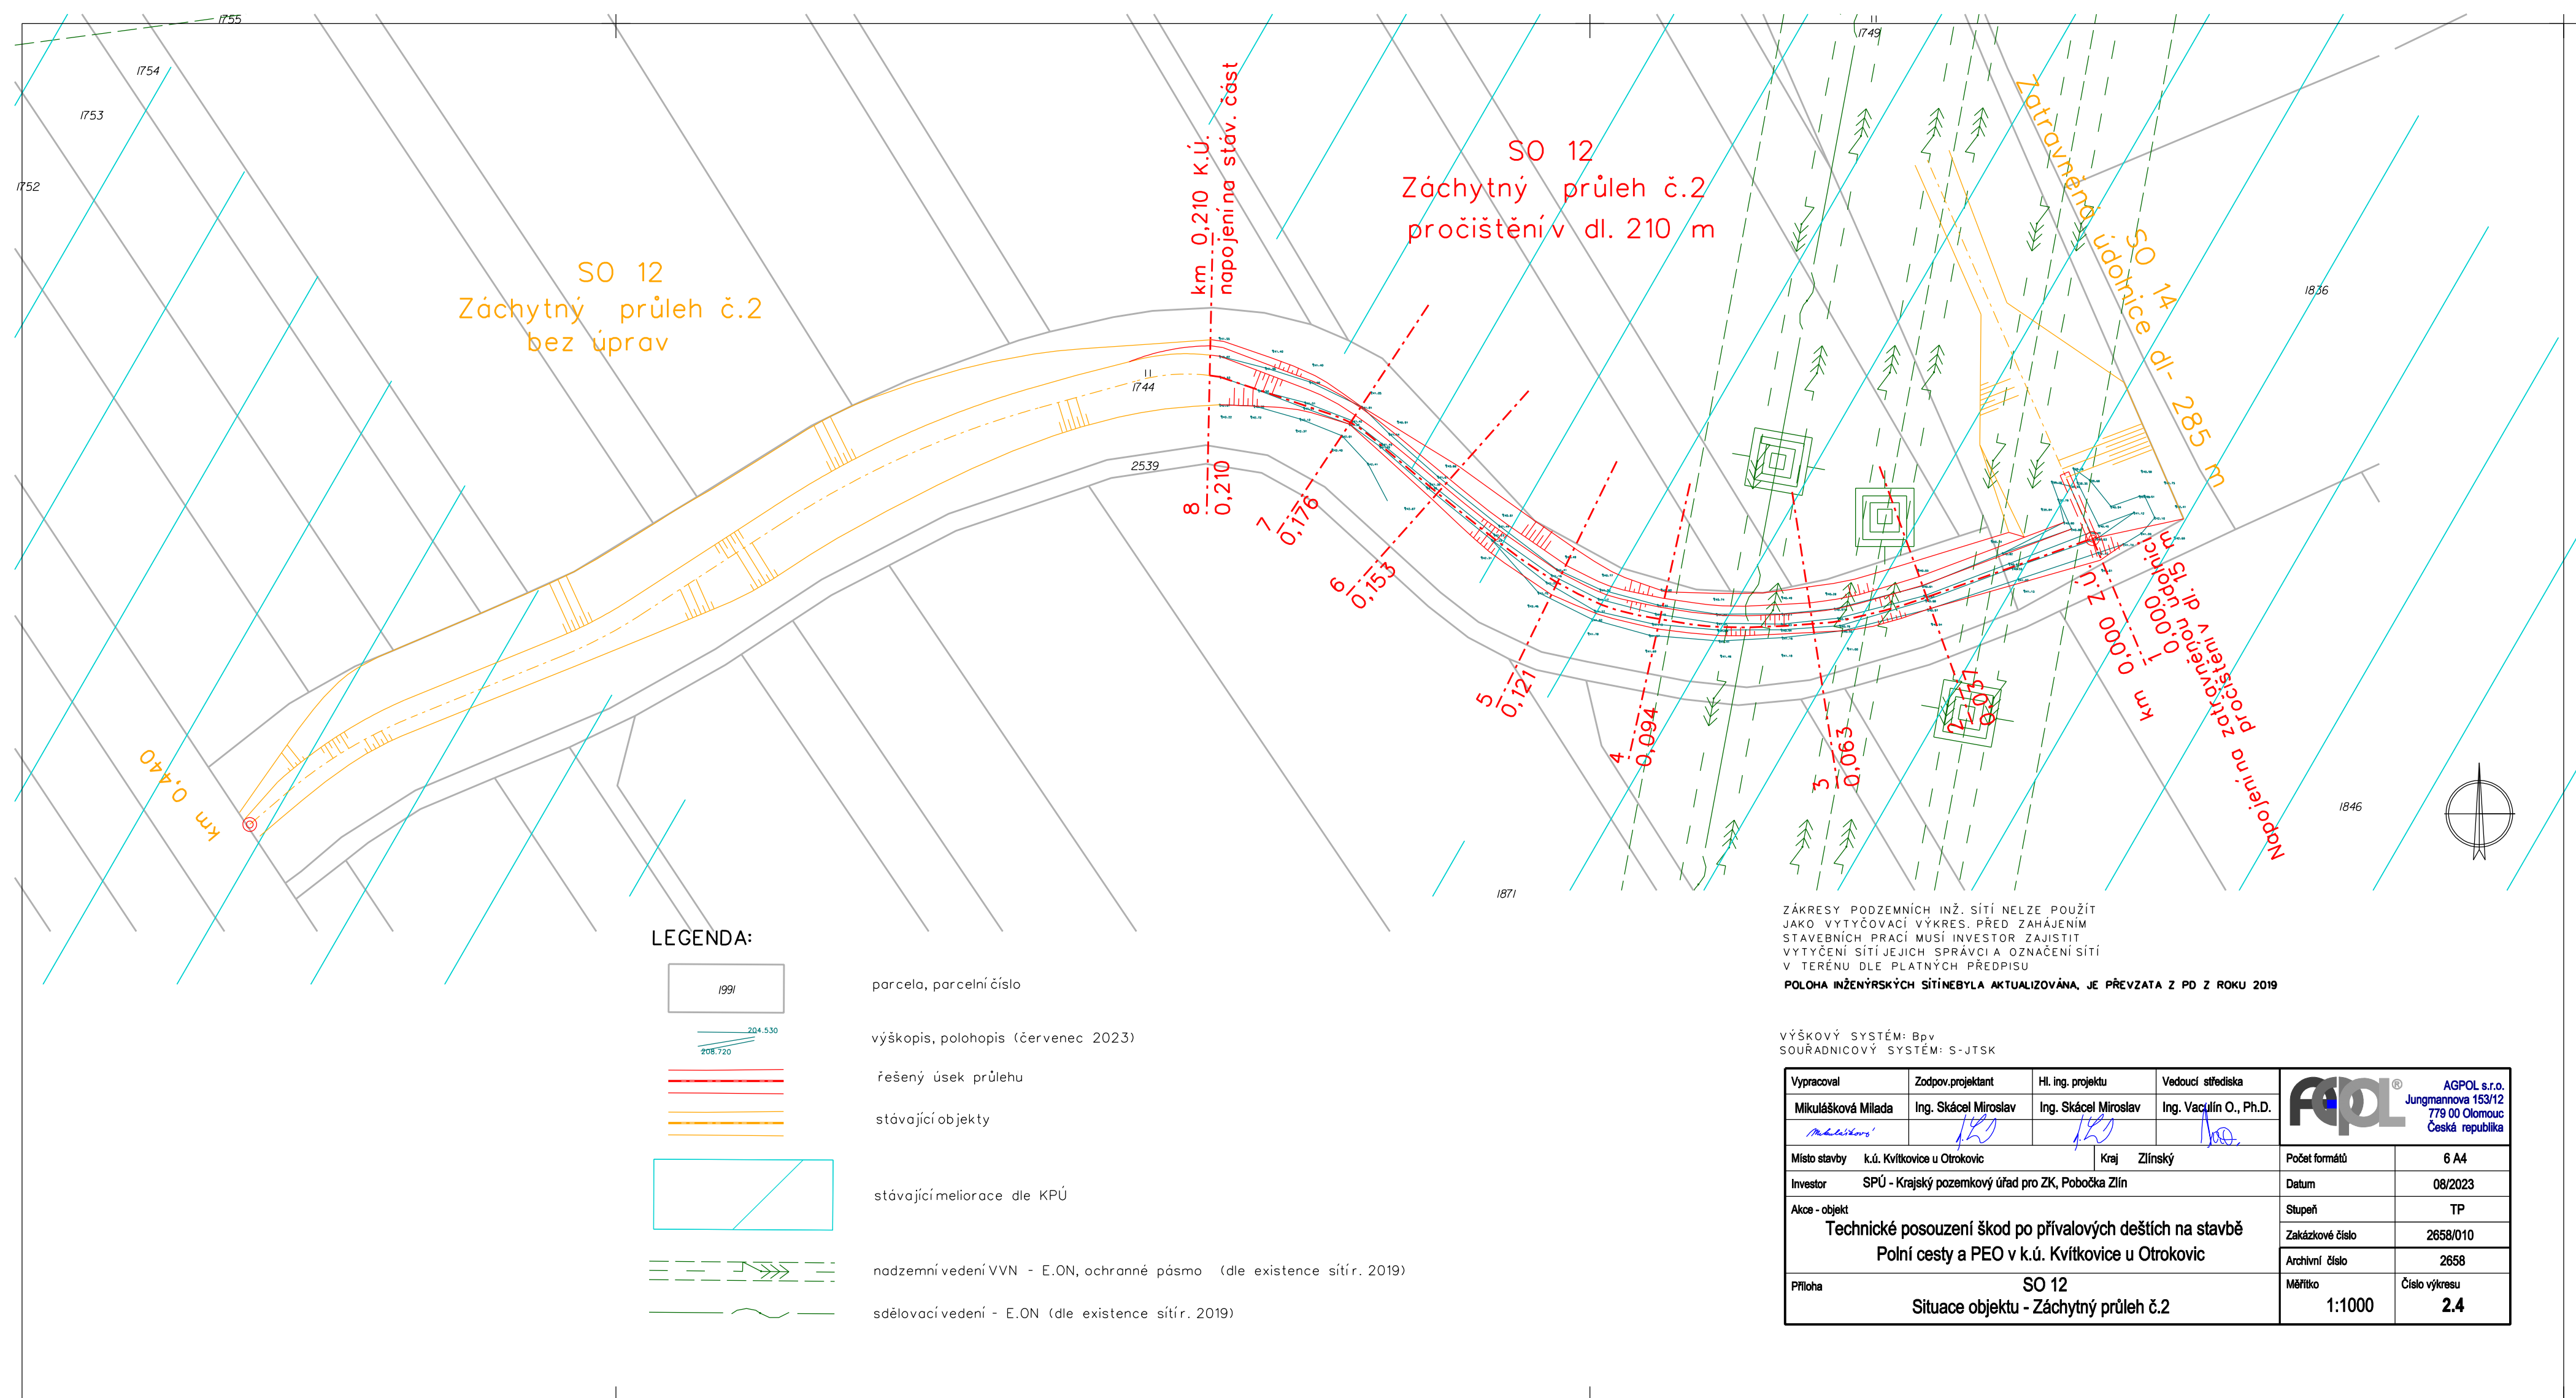 1755
1754
1753
1752
1749
SO 12
Záchytný průleh č.2
bez úprav
km 0,210 K.Ú.
napojení na stáv. část
SO 12
Záchytný průleh č.2
pročištění v dl. 210 m
SO 14
Zatravněná údolnice dl- 285 m
1836
1744
2539
8
0,210
7
0,176
6
0,153
5
0,121
4
0,094
3
0,063
2
0,031
1
0,000
km 0,000 Z.Ú.
Napojení na zatravněnou údolnici
pročištění v dl. 15 m
km 0,440
1846
1871
LEGENDA:
1991
parcela, parcelní číslo
204.530
208.720
výškopis, polohopis (červenec 2023)
řešený úsek průlehu
stávající objekty
stávající meliorace dle KPÚ
nadzemní vedení VVN - E.ON, ochranné pásmo (dle existence sítí r. 2019)
sdělovací vedení - E.ON (dle existence sítí r. 2019)
ZÁKRESY PODZEMNÍCH INŽ. SÍTÍ NELZE POUŽÍT
JAKO VYTYČOVACÍ VÝKRES. PŘED ZAHÁJENÍM
STAVEBNÍCH PRACÍ MUSÍ INVESTOR ZAJISTIT
VYTYČENÍ SÍTÍ JEJICH SPRÁVCI A OZNAČENÍ SÍTÍ
V TERÉNU DLE PLATNÝCH PŘEDPISU
POLOHA INŽENÝRSKÝCH SÍTÍ NEBYLA AKTUALIZOVÁNA, JE PŘEVZATA Z PD Z ROKU 2019
VÝŠKOVÝ SYSTÉM: Bpv
SOUŘADNICOVÝ SYSTÉM: S-JTSK
Vypracoval Zodpov.projektant Hl. ing. projektu Vedoucí střediska
Mikulášková Milada Ing. Skácel Miroslav Ing. Skácel Miroslav Ing. Vaculín O., Ph.D.
AGPOL®
AGPOL s.r.o.
Jungmannova 153/12
779 00 Olomouc
Česká republika
Místo stavby k.ú. Kvítkovice u Otrokovic Kraj Zlínský
Počet formátů 6 A4
Investor SPÚ - Krajský pozemkový úřad pro ZK, Pobočka Zlín
Datum 08/2023
Akce - objekt
Technické posouzení škod po přívalových deštích na stavbě
Polní cesty a PEO v k.ú. Kvítkovice u Otrokovic
Stupeň TP
Zakázkové číslo 2658/010
Archivní číslo 2658
Příloha
SO 12
Situace objektu - Záchytný průleh č.2
Měřítko
1:1000
Číslo výkresu
2.4